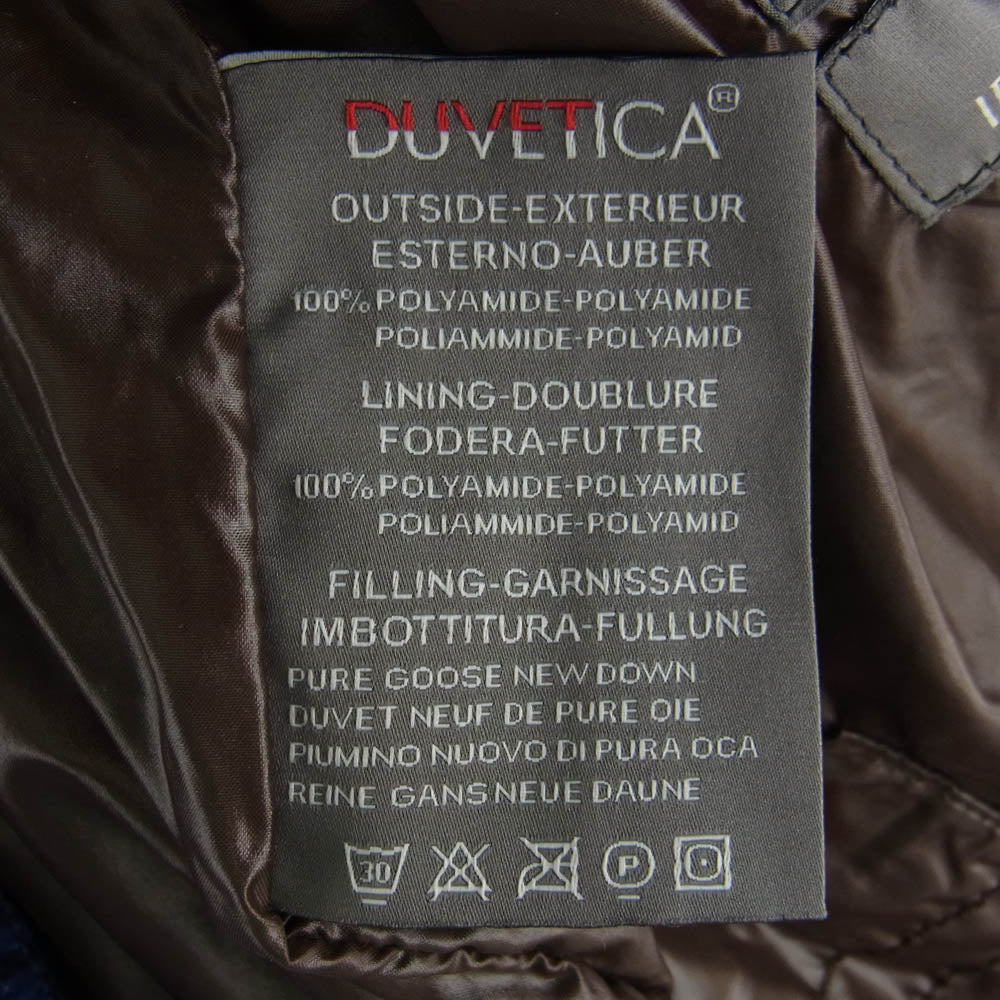 DUVETICA®
OUTSIDE-EXTERIEUR
ESTERNO-AUBER
100% POLYAMIDE-POLYAMIDE
POLIAMMIDE-POLYAMID
LINING-DOUBLURE
FODERA-FUTTER
100% POLYAMIDE-POLYAMIDE
POLIAMMIDE-POLYAMID
FILLING-GARNISSAGE
IMBOTTITURA-FULLUNG
PURE GOOSE NEW DOWN
DUVET NEUF DE PURE OIE
PIUMINO NUOVO DI PURA OCA
REINE GANSNEUE DAUNE
30 P